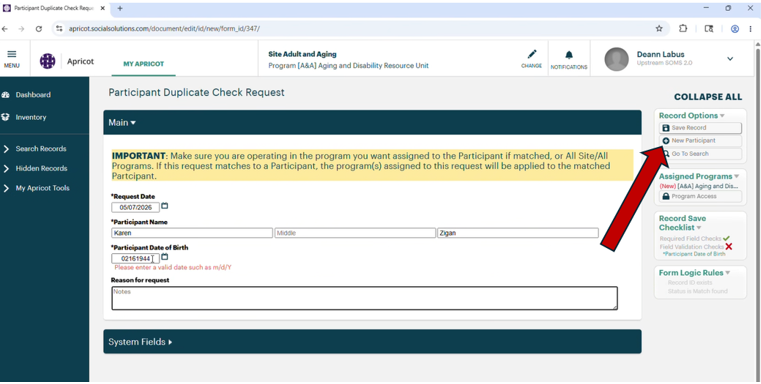 Participant Duplicate Check Reque
apricot.socialsolutions.com/document/edit/id/new/form_id/347/
MENU
Apricot
MY APRICOT
Site Adult and Aging
Program [A&A] Aging and Disability Resource Unit
CHANGE
NOTIFICATIONS
Deann Labus
Upstream SOMS 2.0
Dashboard
Inventory
Search Records
Hidden Records
My Apricot Tools
Participant Duplicate Check Request
COLLAPSE ALL
Main
IMPORTANT: Make sure you are operating in the program you want assigned to the Participant if matched, or All Site/All
Programs. If this request matches to a Participant, the program(s) assigned to this request will be applied to the matched
Participant.
*Request Date
05/07/2026
*Participant Name
Karen
Middle
Zigan
*Participant Date of Birth
02161944
Please enter a valid date such as m/d/Y
Reason for request
Notes
System Fields
Record Options
Save Record
New Participant
Go To Search
Assigned Programs
(New) [A&A] Aging and Dis...
Program Access
Record Save
Checklist
Required Field Checks
Field Validation Checks
*Participant Date of Birth
Form Logic Rules
Record ID exists
Status is Match found